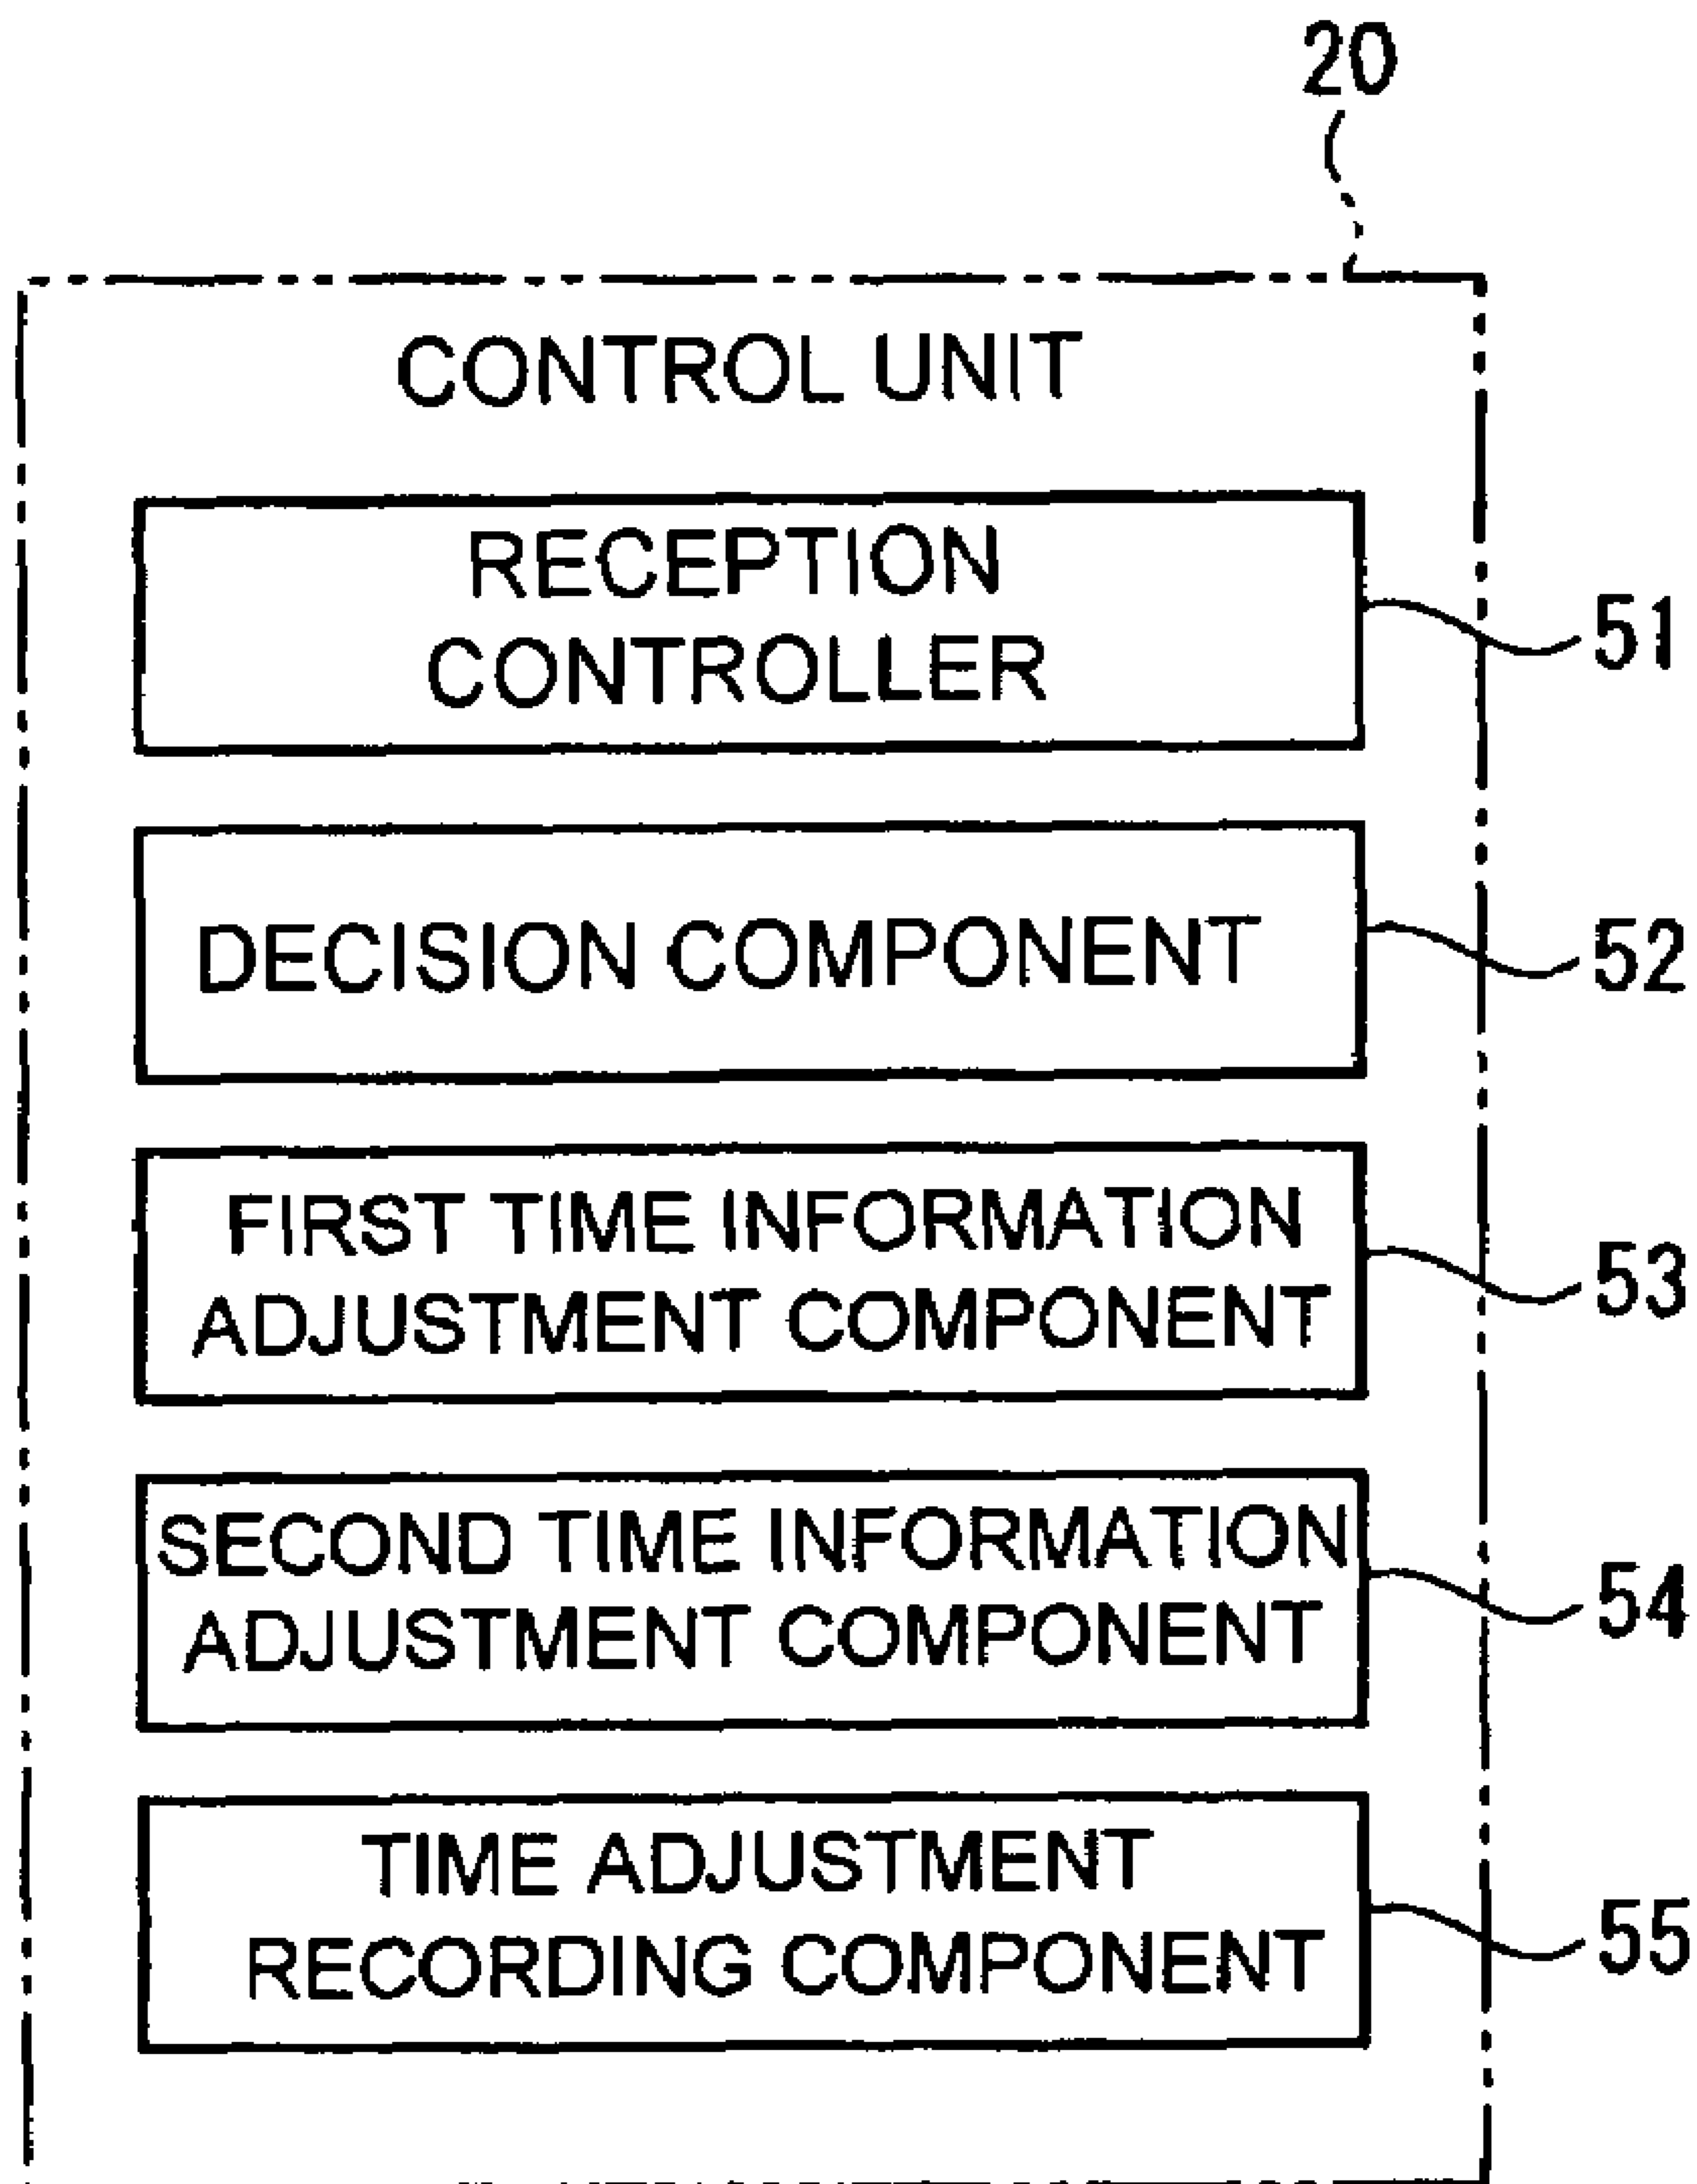 20
CONTROL UNIT
RECEPTION
CONTROLLER
51
DECISION COMPONENT
52
FIRST TIME INFORMATION
ADJUSTMENT COMPONENT
53
SECOND TIME INFORMATION
ADJUSTMENT COMPONENT
54
TIME ADJUSTMENT
RECORDING COMPONENT
55